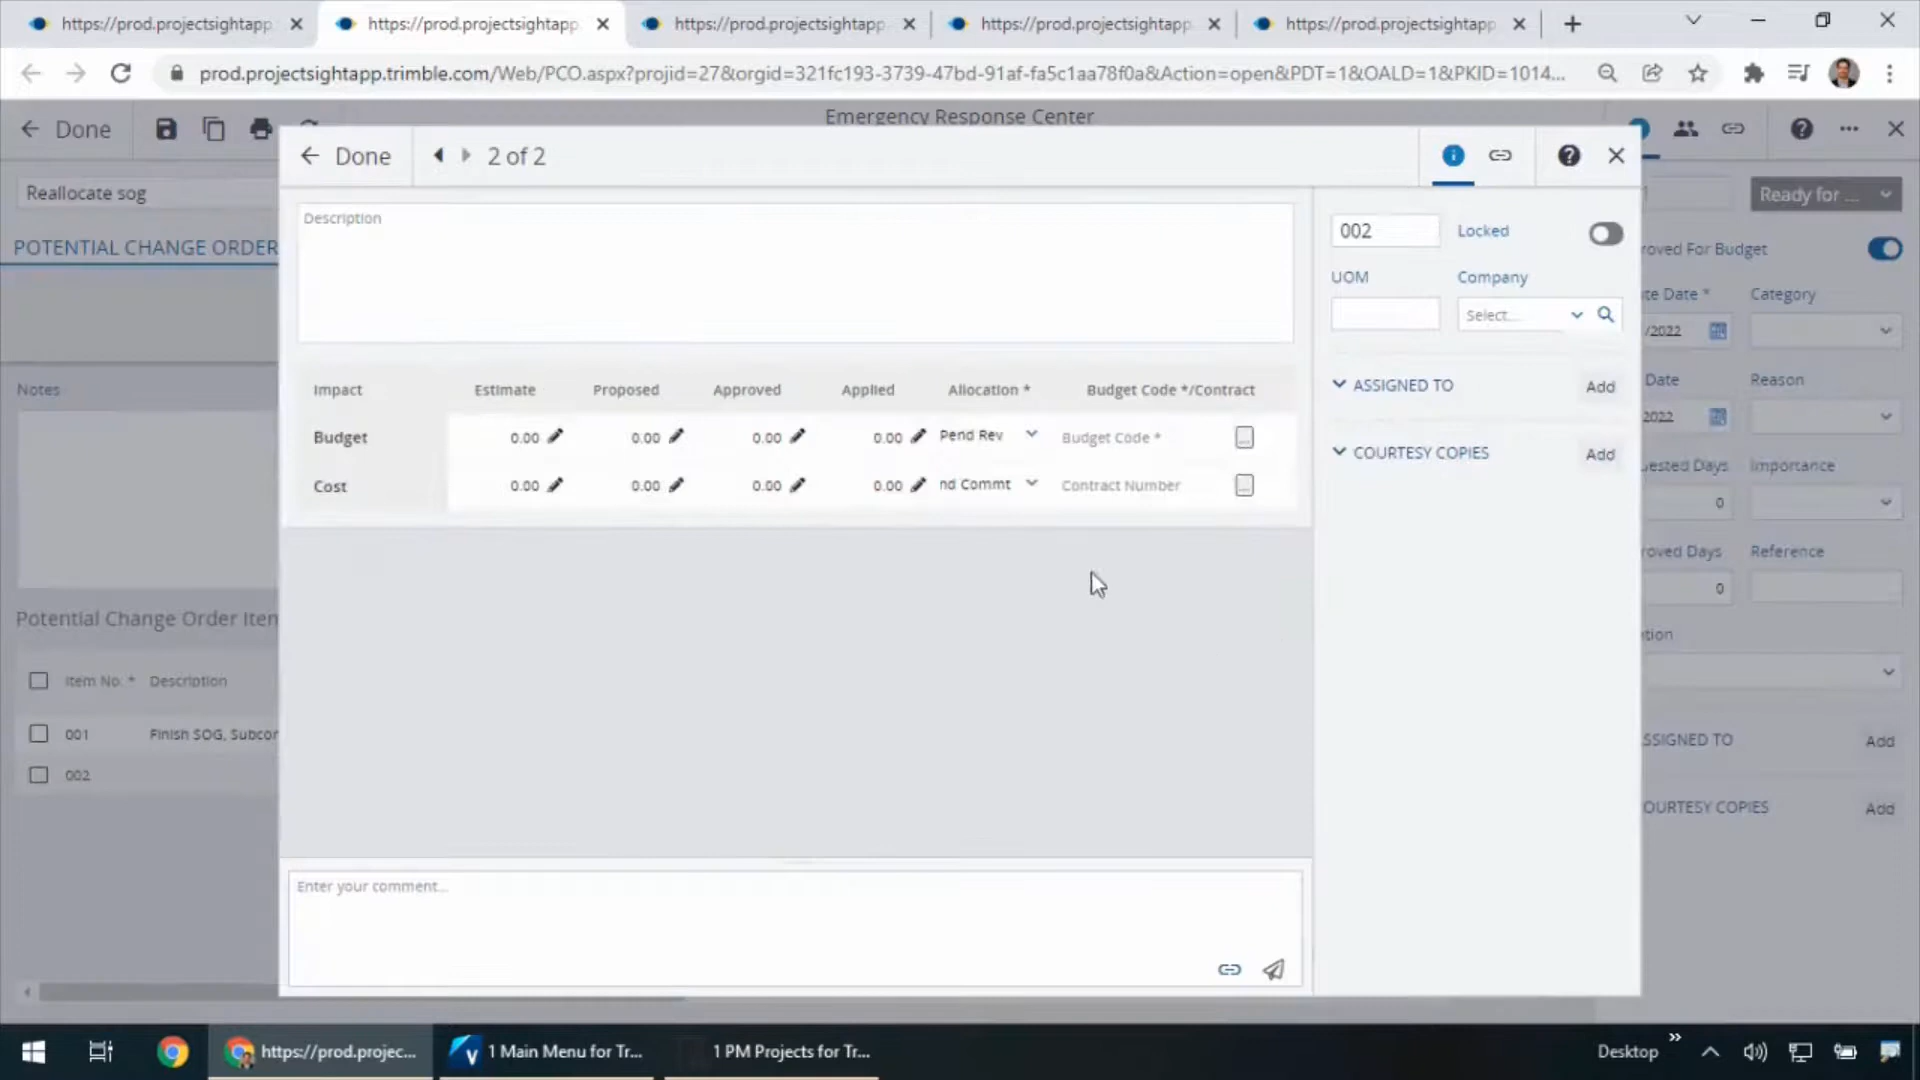 https://prod.projectsightapp.
https://prod.projectsightapp.
https://prod.projectsightapp.
https://prod.projectsightapp
https://prod.projectsightapp
prod.projectsightapp.trimble.com/Web/PCO.aspx?projid=27&orgid=321fc193-3739-47bd-91af-fa5c1aa78f0a&Action=open&PDT=1&OALD=1&PKID=1014...
Done
Emergency Response Center
Done
2 of 2
Reallocate sog
Ready for ...
POTENTIAL CHANGE ORDER
Description
002
Locked
roved For Budget
UOM
Company
Select...
te Date *
Category
/2022
Notes
Impact
Estimate
Proposed
Approved
Applied
Allocation *
Budget Code */Contract
ASSIGNED TO
Add
Date
Reason
2022
Budget
0.00
0.00
0.00
0.00
Pend Rev
Budget Code *
COURTESY COPIES
Add
uested Days
Importance
Cost
0.00
0.00
0.00
0.00
nd Commt
Contract Number
0
roved Days
Reference
0
Potential Change Order Iten
tion
Item No. *
Description
001
Finish SOG, Subcor
002
SSIGNED TO
Add
OURTESY COPIES
Add
Enter your comment...
https://prod.projec...
1 Main Menu for Tr...
1 PM Projects for Tr...
Desktop